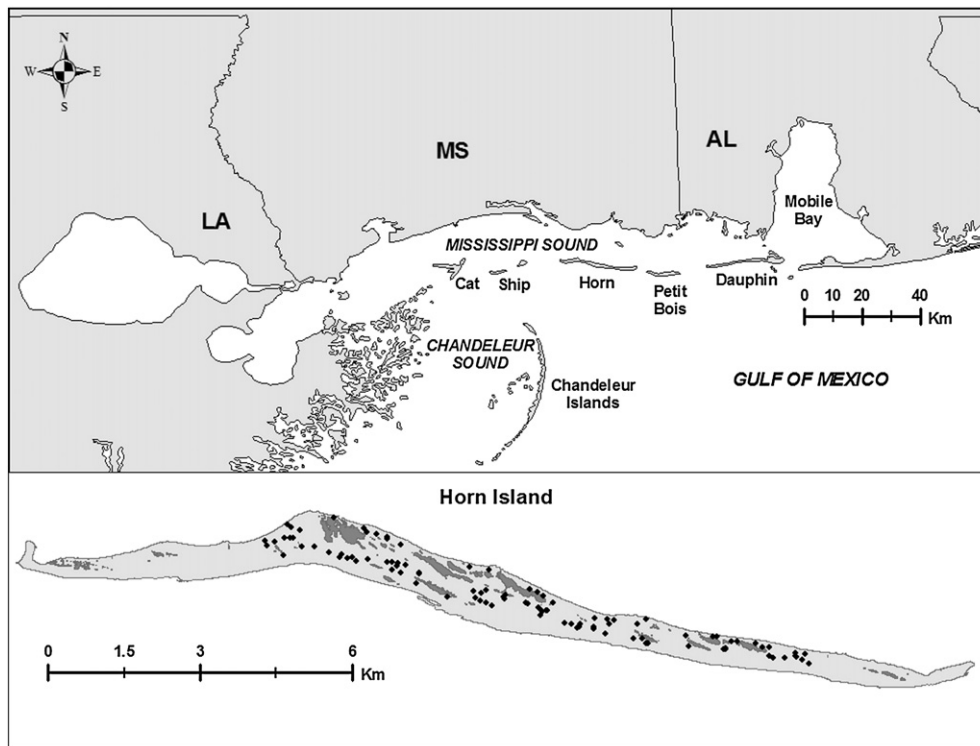 N
W E
S
MS
AL
LA
Mobile
Bay
MISSISSIPPI SOUND
Cat Ship Horn Petit
Bois
Dauphin
0 10 20 40
Km
CHANDELEUR
SOUND
Chandeleur
Islands
GULF OF MEXICO
Horn Island
0 1.5 3 6
Km